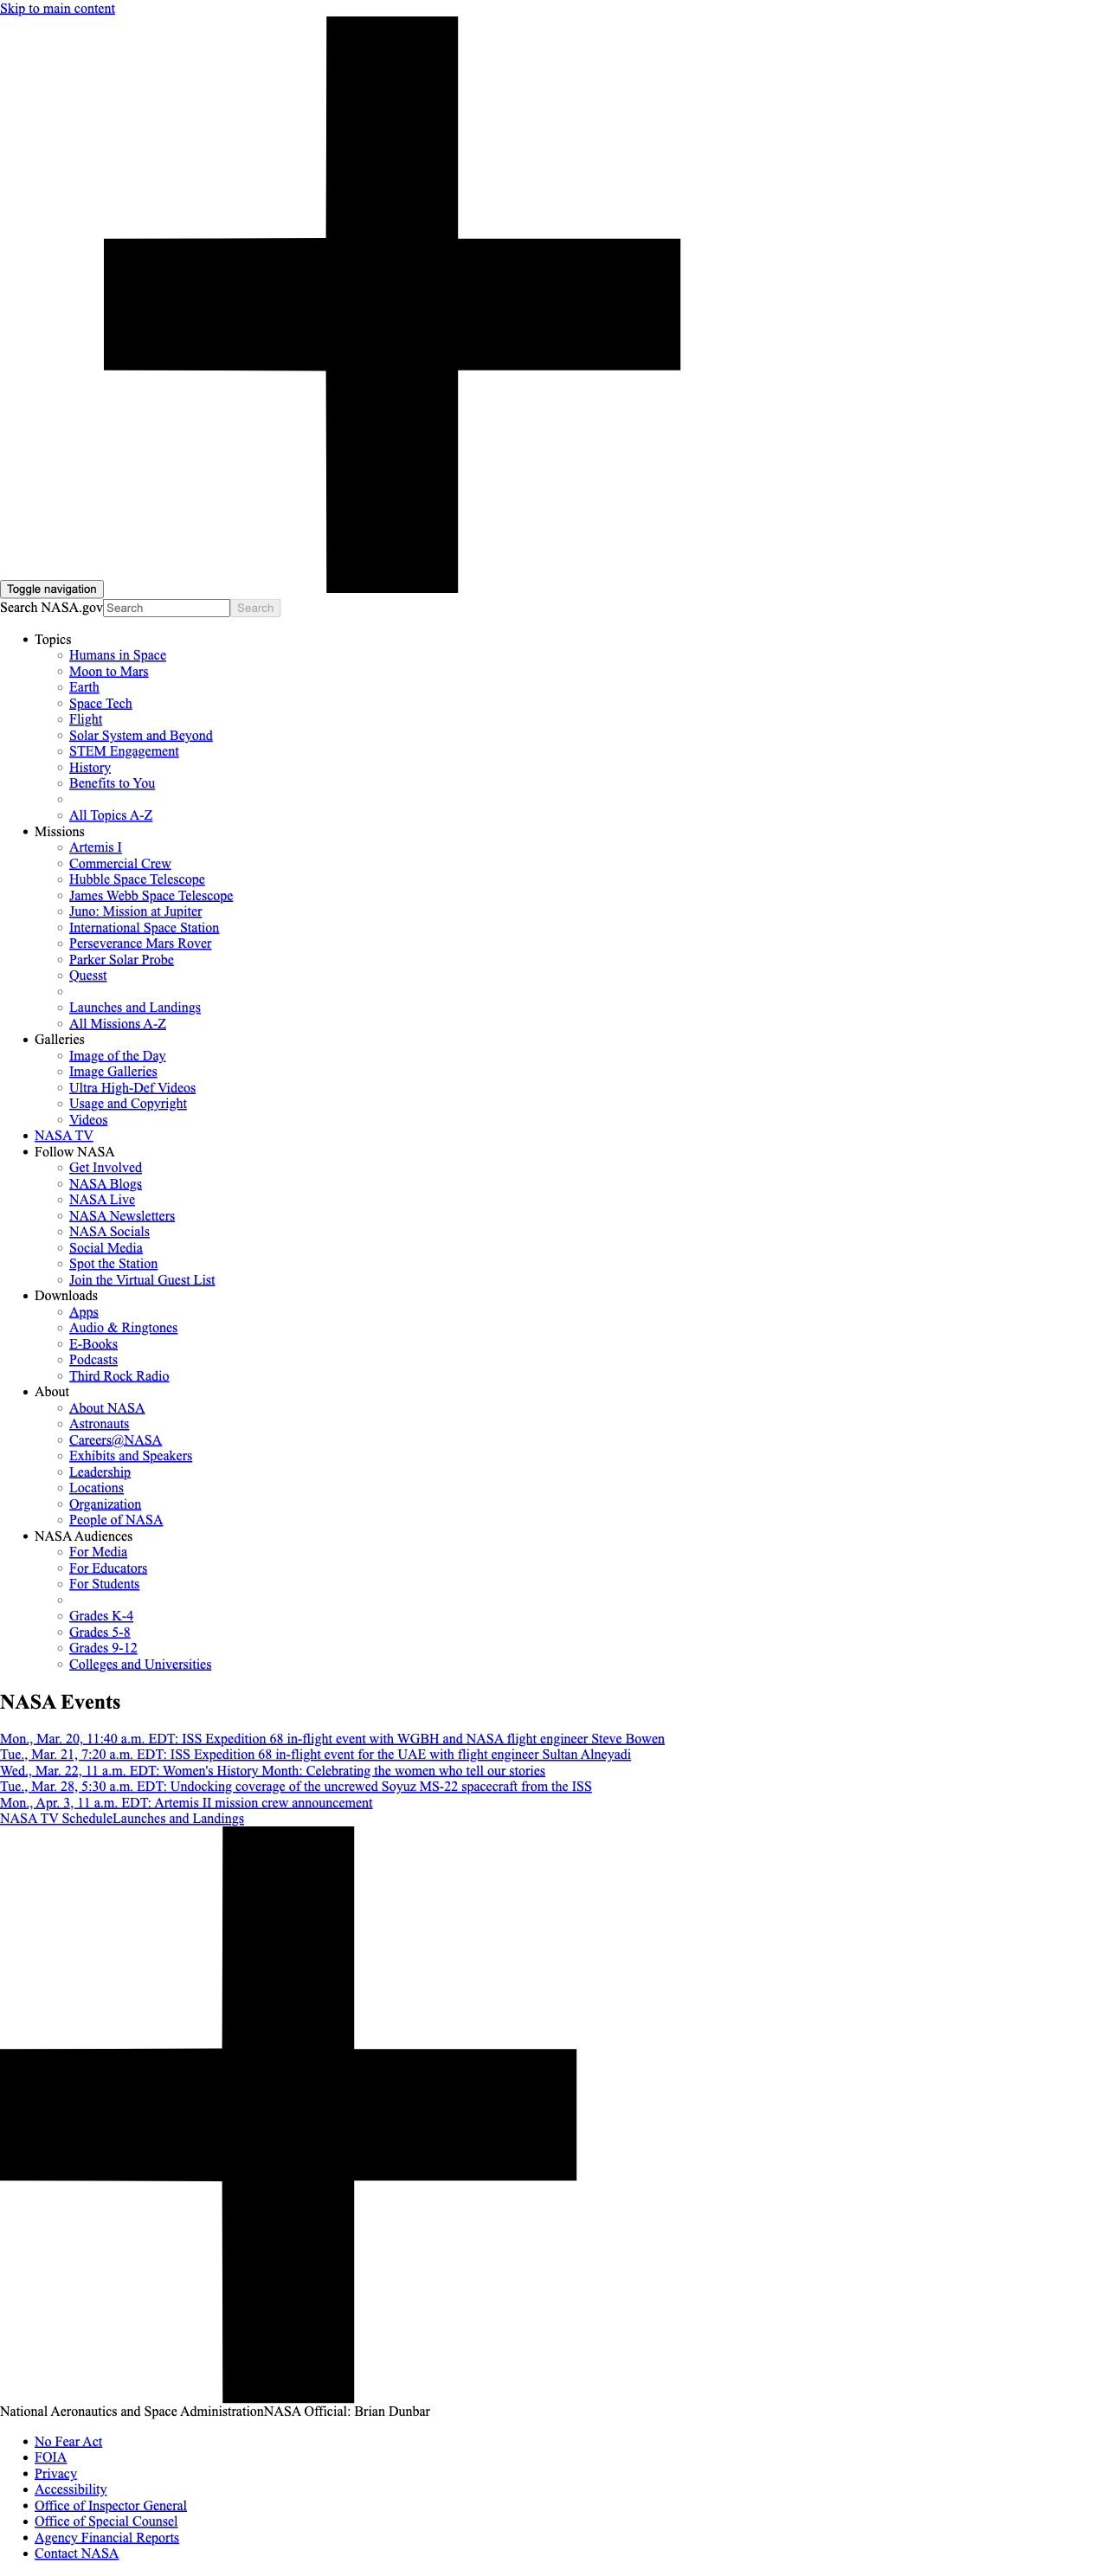 Skip to main content
Toggle navigation
Search NASA.gov Search Search
Topics
Humans in Space
Moon to Mars
Earth
Space Tech
Flight
Solar System and Beyond
STEM Engagement
History
Benefits to You
All Topics A-Z
Missions
Artemis I
Commercial Crew
Hubble Space Telescope
James Webb Space Telescope
Juno: Mission at Jupiter
International Space Station
Perseverance Mars Rover
Parker Solar Probe
Quesst
Launches and Landings
All Missions A-Z
Galleries
Image of the Day
Image Galleries
Ultra High-Def Videos
Usage and Copyright
Videos
NASA TV
Follow NASA
Get Involved
NASA Blogs
NASA Live
NASA Newsletters
NASA Socials
Social Media
Spot the Station
Join the Virtual Guest List
Downloads
Apps
Audio & Ringtones
E-Books
Podcasts
Third Rock Radio
About
About NASA
Astronauts
Careers@NASA
Exhibits and Speakers
Leadership
Locations
Organization
People of NASA
NASA Audiences
For Media
For Educators
For Students
Grades K-4
Grades 5-8
Grades 9-12
Colleges and Universities
NASA Events
Mon., Mar. 20, 11:40 a.m. EDT: ISS Expedition 68 in-flight event with WGBH and NASA flight engineer Steve Bowen
Tue., Mar. 21, 7:20 a.m. EDT: ISS Expedition 68 in-flight event for the UAE with flight engineer Sultan Alneyadi
Wed., Mar. 22, 11 a.m. EDT: Women's History Month: Celebrating the women who tell our stories
Tue., Mar. 28, 5:30 a.m. EDT: Undocking coverage of the uncrewed Soyuz MS-22 spacecraft from the ISS
Mon., Apr. 3, 11 a.m. EDT: Artemis II mission crew announcement
NASA TV ScheduleLaunches and Landings
National Aeronautics and Space AdministrationNASA Official: Brian Dunbar
No Fear Act
FOIA
Privacy
Accessibility
Office of Inspector General
Office of Special Counsel
Agency Financial Reports
Contact NASA